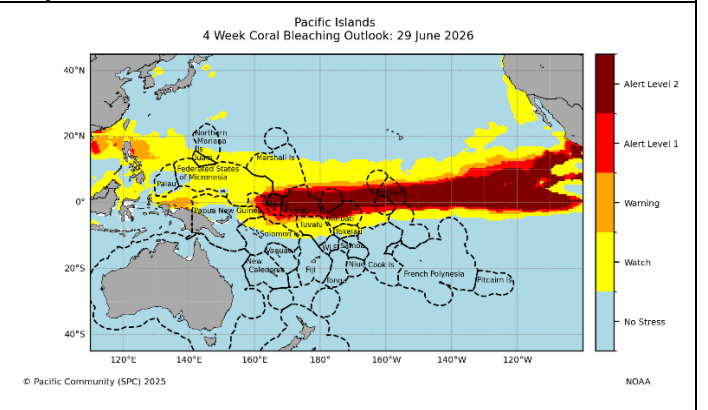 Pacific Islands
4 Week Coral Bleaching Outlook: 29 June 2026
40°N
20°N
0°
20°S
40°S
120°E
140°E
160°E
180°
160°W
140°W
120°W
Northern
Mariana
Is
Guam
Marshall Is
Federated States
of Micronesia
Palau
Papua New Guinea
Kiribati
Tuvalu
Solomon Is
Tokelau
Samoa
Vanuatu
New
Caledonia
Fiji
Niue
Cook Is
Tonga
French Polynesia
Pitcairn Is
Alert Level 2
Alert Level 1
Warning
Watch
No Stress
© Pacific Community (SPC) 2025
NOAA